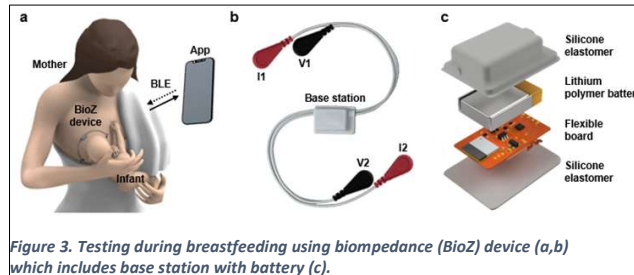 a
Mother
App
BLE
BioZ
device
Infant
b
I1
V1
Base station
V2
I2
c
Silicone
elastomer
Lithium
polymer batter
Flexible
board
Silicone
elastomer
Figure 3. Testing during breastfeeding using biompedance (BioZ) device (a,b)
which includes base station with battery (c).